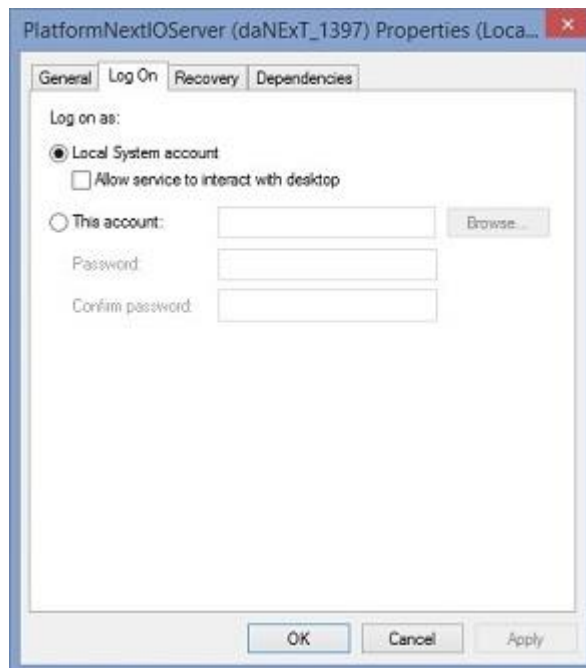 PlatformNextIOServer (daNExT_1397) Properties (Loca...
General Log On Recovery Dependencies
Log on as:
Local System account
Allow service to interact with desktop
This account: Browse...
Password:
Confirm password:
OK Cancel Apply